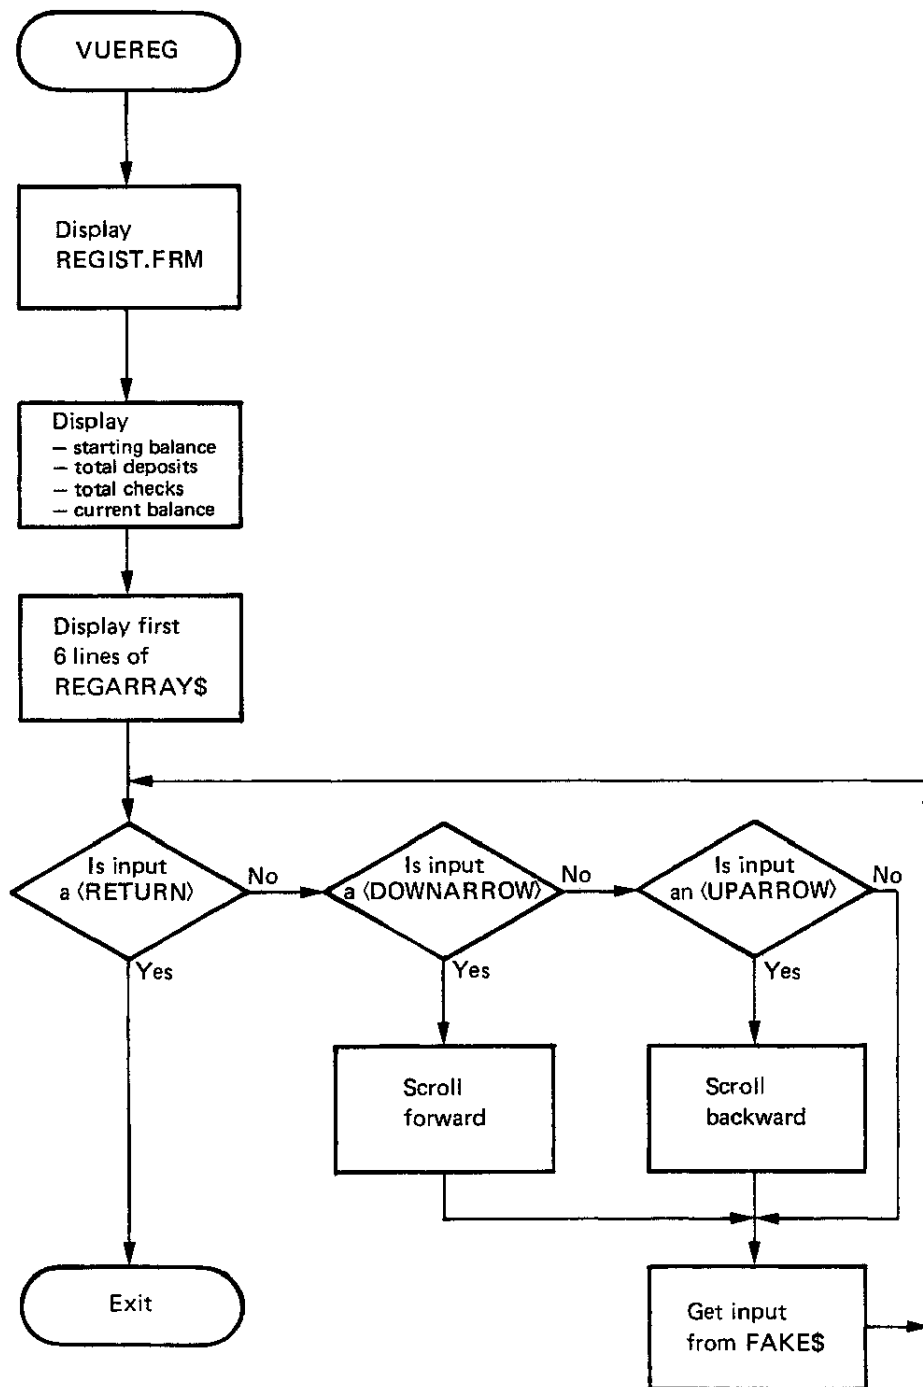 VUEREG
Display
REGIST.FRM
Display
— starting balance
— total deposits
— total checks
— current balance
Display first
6 lines of
REGARRAY$
Is input
a ⟨RETURN⟩
No
Is input
a ⟨DOWNARROW⟩
No
Is input
an ⟨UPARROW⟩
No
Yes
Yes
Yes
Scroll
forward
Scroll
backward
Exit
Get input
from FAKE$